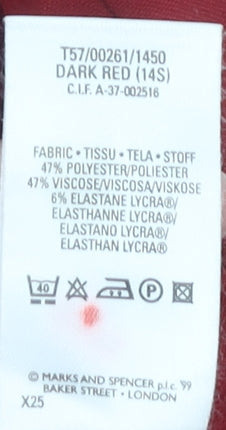 T57/00261/1450
DARK RED (14S)
C.I.F. A-37-002516
FABRIC • TISSU • TELA • STOFF
47% POLYESTER/POLIESTER
47% VISCOSE/VISCOSA/VISKOSE
6% ELASTANE LYCRA®/
ELASTHANNE LYCRA®/
ELASTANO LYCRA®/
ELASTHAN LYCRA®
40 P
© MARKS AND SPENCER p.l.c. '99
BAKER STREET • LONDON
X25